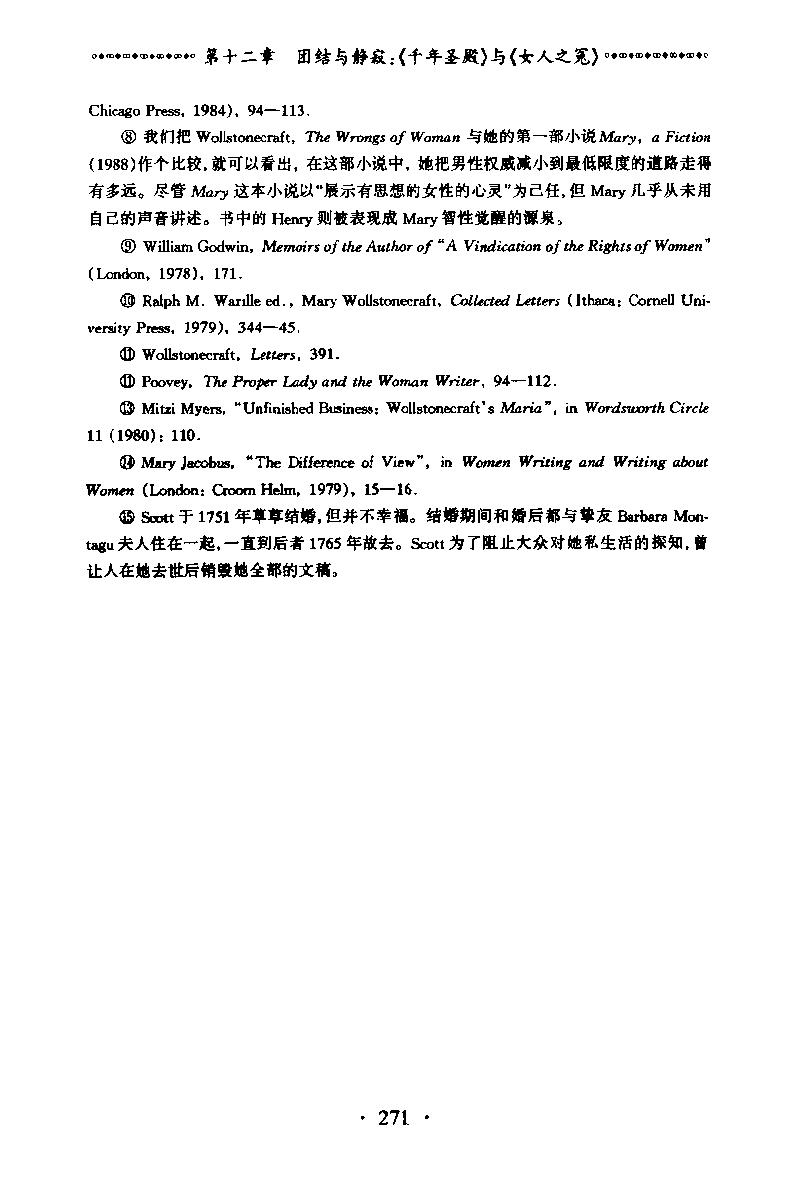 第十二章 团结与静寂:《千年圣殿》与《女人之冤》
Chicago Press, 1984), 94—113.
⑧ 我们把 Wollstonecraft, The Wrongs of Woman 与她的第一部小说 Mary, a Fiction
(1988)作个比较,就可以看出, 在这部小说中, 她把男性权威减小到最低限度的道路走得
有多远。尽管 Mary 这本小说以“展示有思想的女性的心灵”为己任,但 Mary 几乎从未用
自己的声音讲述。书中的 Henry 则被表现成 Mary 智性觉醒的源泉。
⑨ William Godwin, Memoirs of the Author of “A Vindication of the Rights of Women”
(London, 1978), 171.
⑩ Ralph M. Wardle ed., Mary Wollstonecraft, Collected Letters (Ithaca: Cornell Uni-
versity Press, 1979), 344—45.
⑪ Wollstonecraft, Letters, 391.
⑪ Poovey, The Proper Lady and the Woman Writer, 94—112.
⑬ Mitzi Myers, “Unfinished Business: Wollstonecraft's Maria”, in Wordsworth Circle
11 (1980): 110.
⑭ Mary Jacobus, “The Difference of View”, in Women Writing and Writing about
Women (London: Croom Helm, 1979), 15—16.
⑮ Scott 于 1751 年草草结婚,但并不幸福。结婚期间和婚后都与挚友 Barbara Mon-
tagu 夫人住在一起,一直到后者 1765 年故去。Scott 为了阻止大众对她私生活的探知,曾
让人在她去世后销毁她全部的文稿。
· 271 ·